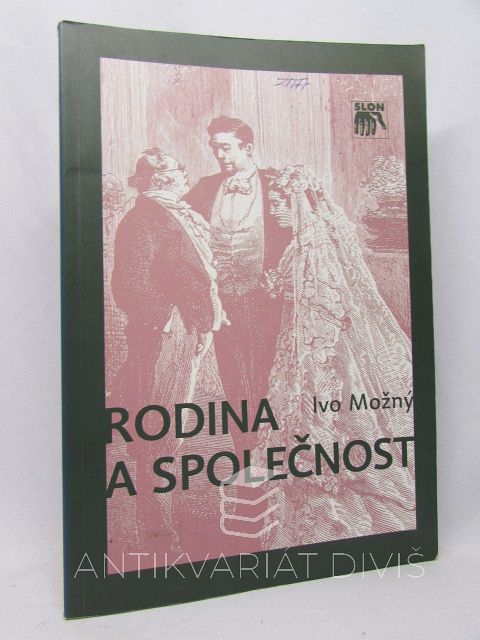 SLON
Ivo Možný
RODINA
A SPOLEČNOST
ANTIKVARIÁT DIVIŠ